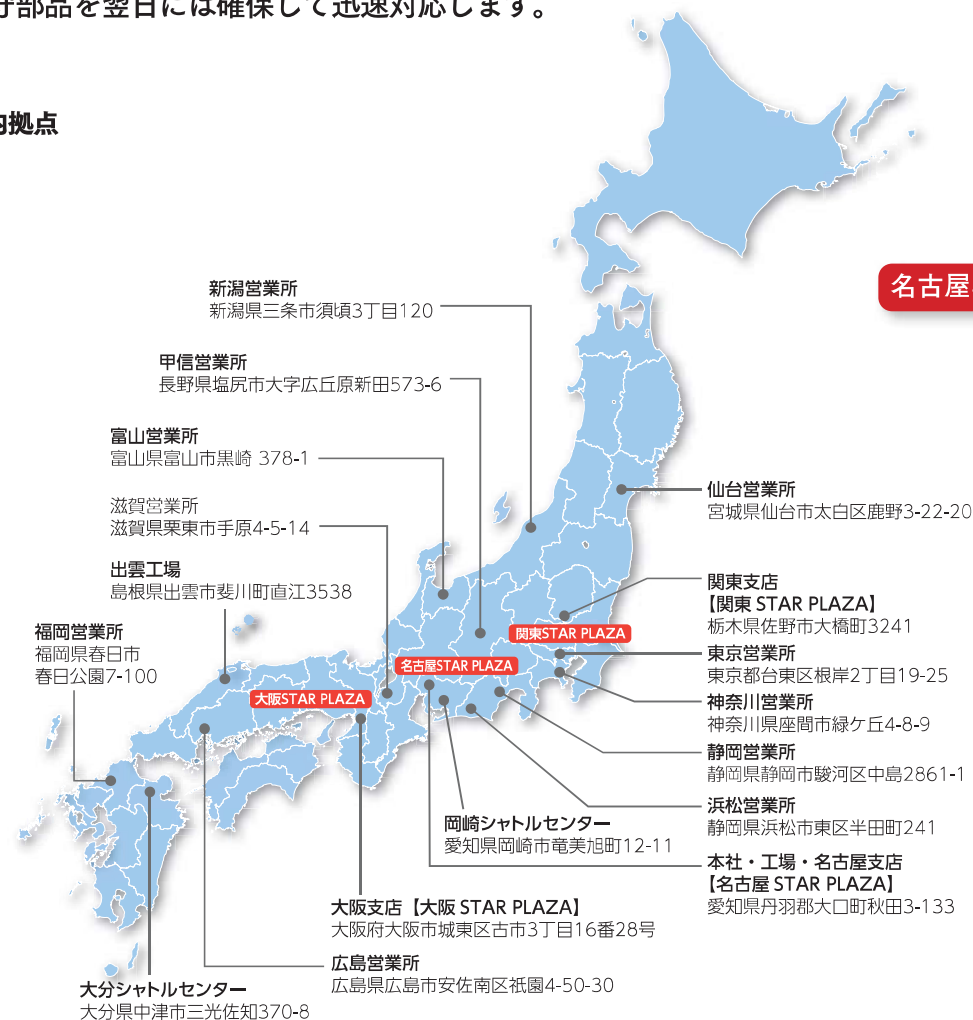 部品を翌日には確保して迅速対応します。
拠点
新潟営業所
新潟県三条市須頃3丁目120
名古屋
甲信営業所
長野県塩尻市大字広丘原新田573-6
富山営業所
富山県富山市黒崎 378-1
滋賀営業所
滋賀県栗東市手原4-5-14
出雲工場
島根県出雲市斐川町直江3538
福岡営業所
福岡県春日市
春日公園7-100
仙台営業所
宮城県仙台市太白区鹿野3-22-20
関東支店
【関東 STAR PLAZA】
栃木県佐野市大橋町3241
関東STAR PLAZA
名古屋STAR PLAZA
大阪STAR PLAZA
東京営業所
東京都台東区根岸2丁目19-25
神奈川営業所
神奈川県座間市緑ケ丘4-8-9
静岡営業所
静岡県静岡市駿河区中島2861-1
浜松営業所
静岡県浜松市東区半田町241
岡崎シャトルセンター
愛知県岡崎市竜美旭町12-11
本社・工場・名古屋支店
【名古屋 STAR PLAZA】
愛知県丹羽郡大口町秋田3-133
大阪支店【大阪 STAR PLAZA】
大阪府大阪市城東区古市3丁目16番28号
広島営業所
広島県広島市安佐南区祇園4-50-30
大分シャトルセンター
大分県中津市三光佐知370-8